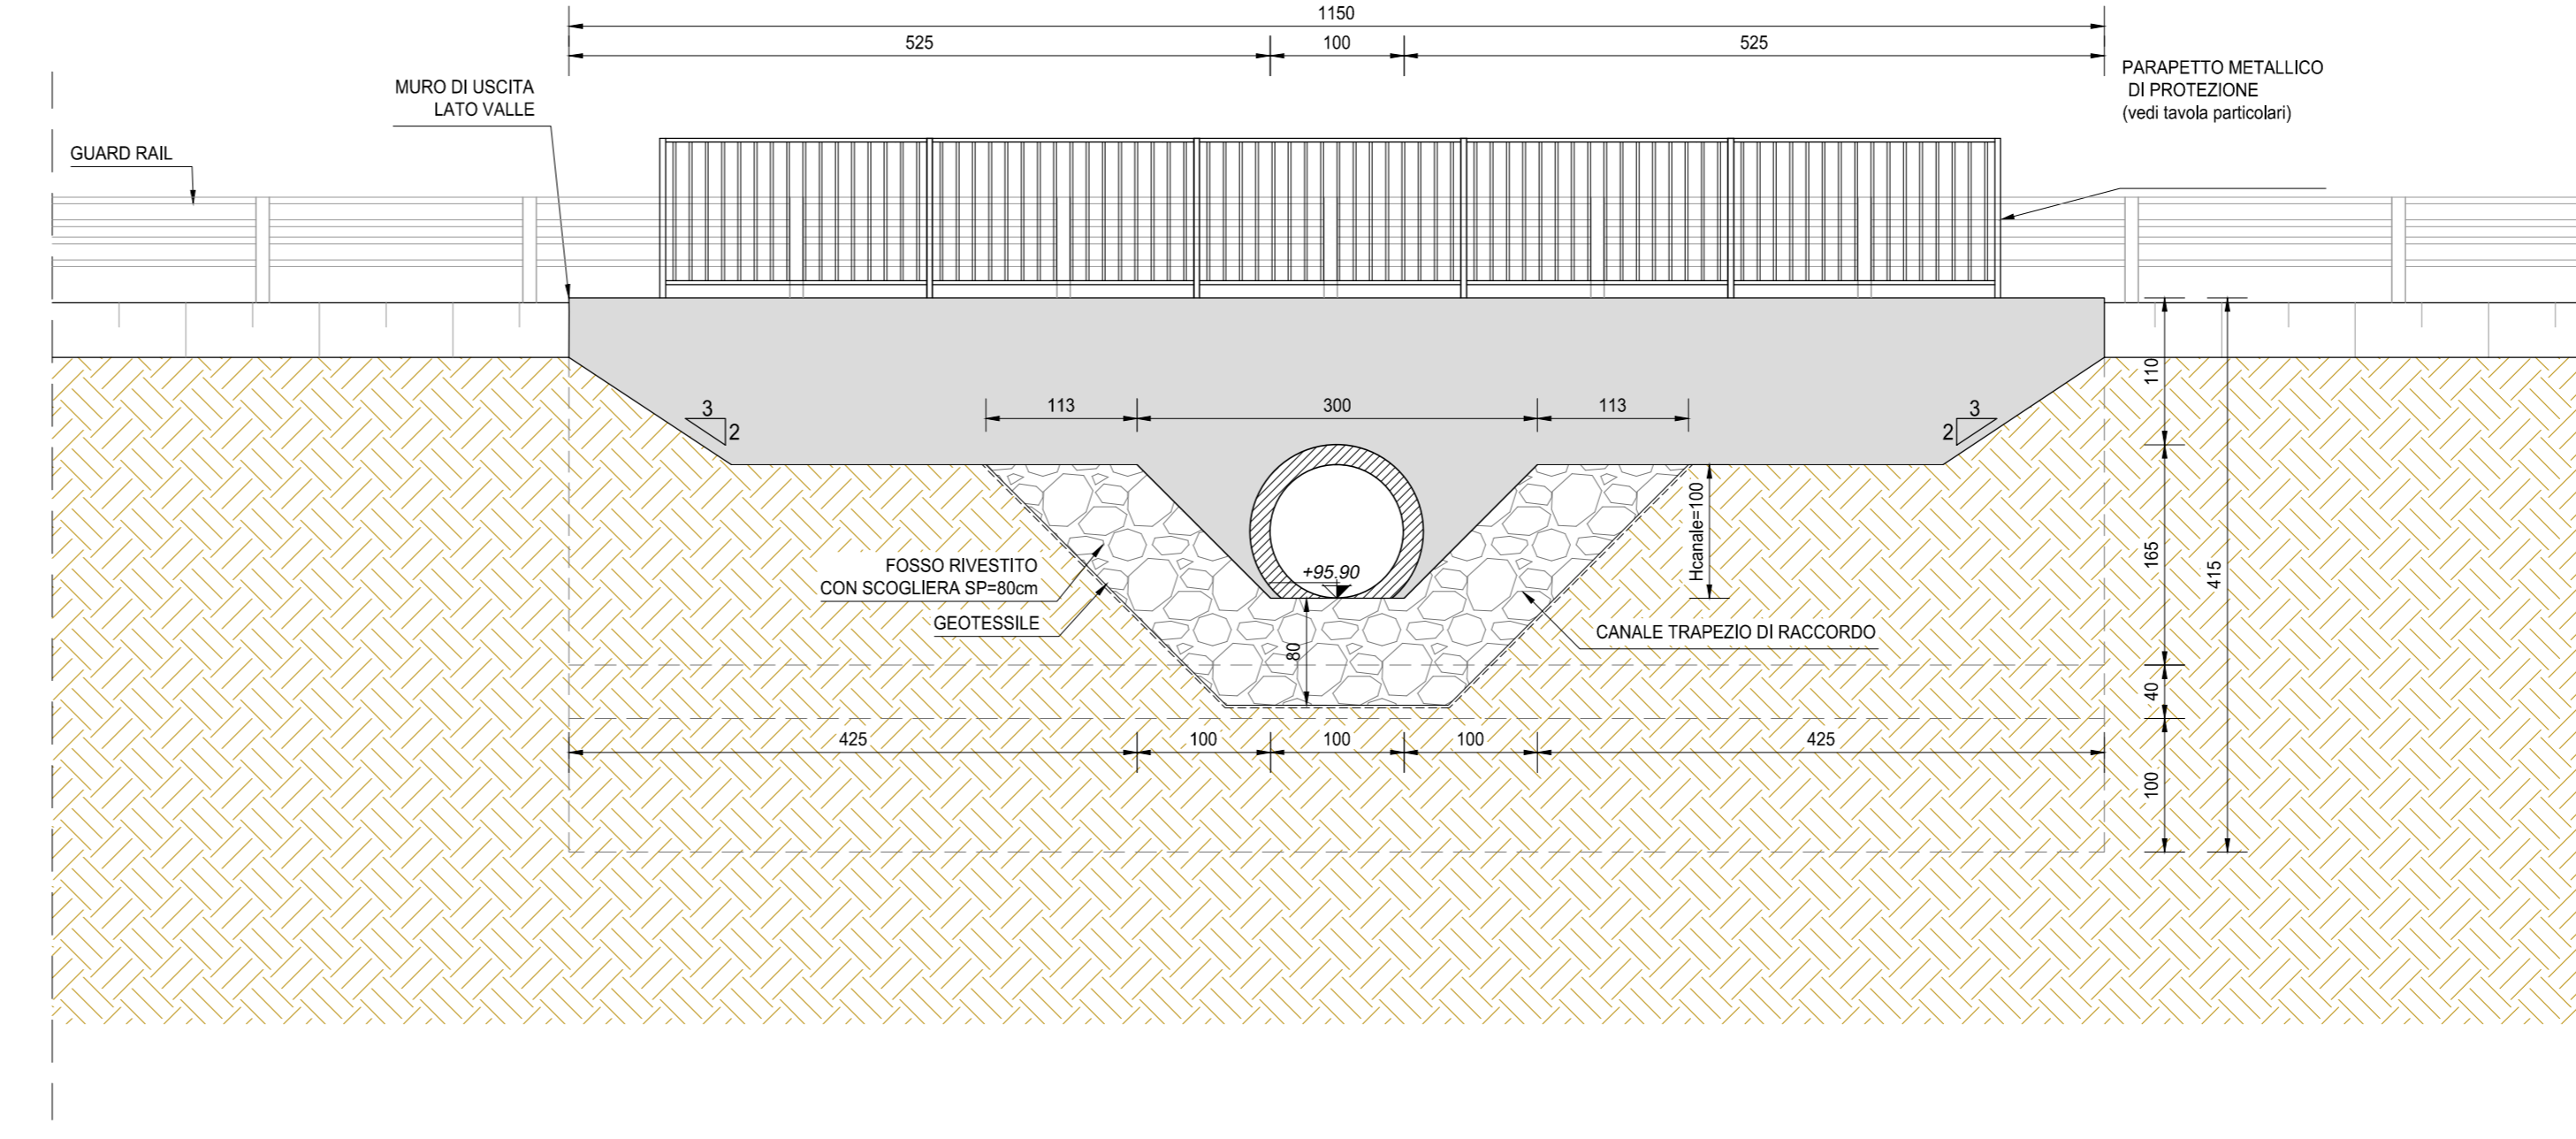 1150
525
100
525
MURO DI USCITA
LATO VALLE
PARAPETTO METALLICO
DI PROTEZIONE
(vedi tavola particolari)
GUARD RAIL
110
3
2
113
300
113
3
2
Hcanale=100
165
415
+95.90
FOSSO RIVESTITO
CON SCOGLIERA SP=80cm
GEOTESSILE
CANALE TRAPEZIO DI RACCORDO
80
40
425
100
100
100
425
100